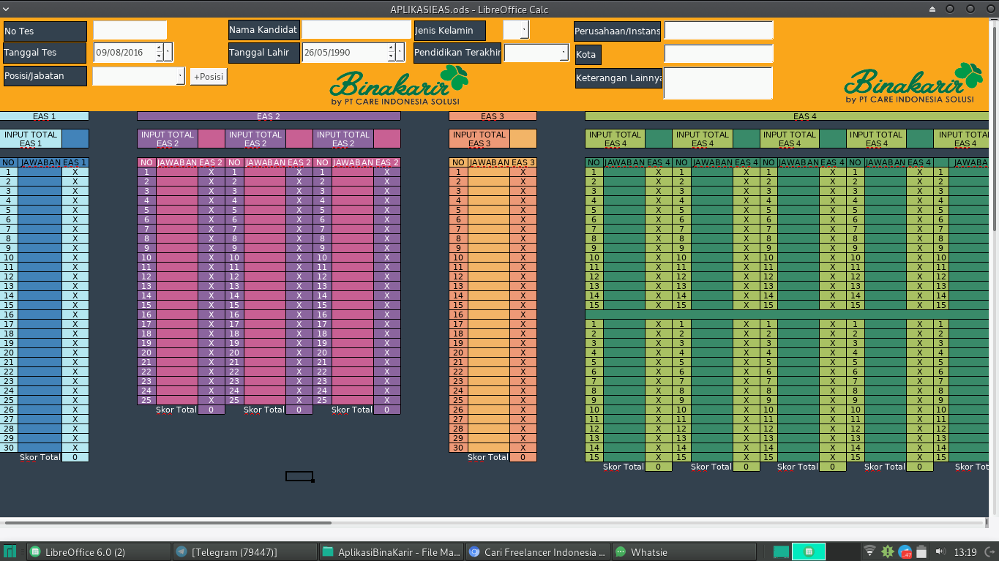 APLIKASIEAS.ods - LibreOffice Calc
No Tes
Nama Kandidat
Jenis Kelamin
Perusahaan/Instans
Tanggal Tes
09/08/2016
Tanggal Lahir
26/05/1990
Pendidikan Terakhir
Kota
Posisi/Jabatan
+Posisi
Keterangan Lainnya
Binakarir
by PT CARE INDONESIA SOLUSI
Binakarir
by PT CARE INDONESIA SOLUSI
EAS 1 EAS 2 EAS 3 EAS 4
INPUT TOTAL INPUT TOTAL INPUT TOTAL INPUT TOTAL INPUT TOTAL INPUT TOTAL INPUT TOTAL INPUT TOTAL INPUT TOTAL INPUT TOTA
EAS 1 EAS 2 EAS 2 EAS 2 EAS 3 EAS 4 EAS 4 EAS 4 EAS 4 EAS 4
NO JAWABAN EAS 1 NO JAWABAN EAS 2 NO JAWABAN EAS 2 NO JAWABAN EAS 2 NO JAWABAN EAS 3 NO JAWABAN EAS 4 NO JAWABAN EAS 4 NO JAWABAN EAS 4 NO JAWABAN EAS 4 JAWABA
1 X 1 X 1 X 1 X 1 X 1 X 1 X 1 X 1 X 1
2 X 2 X 2 X 2 X 2 X 2 X 2 X 2 X 2 X 2
3 X 3 X 3 X 3 X 3 X 3 X 3 X 3 X 3 X 3
4 X 4 X 4 X 4 X 4 X 4 X 4 X 4 X 4 X 4
5 X 5 X 5 X 5 X 5 X 5 X 5 X 5 X 5 X 5
6 X 6 X 6 X 6 X 6 X 6 X 6 X 6 X 6 X 6
7 X 7 X 7 X 7 X 7 X 7 X 7 X 7 X 7 X 7
8 X 8 X 8 X 8 X 8 X 8 X 8 X 8 X 8 X 8
9 X 9 X 9 X 9 X 9 X 9 X 9 X 9 X 9 X 9
10 X 10 X 10 X 10 X 10 X 10 X 10 X 10 X 10 X 10
11 X 11 X 11 X 11 X 11 X 11 X 11 X 11 X 11 X 11
12 X 12 X 12 X 12 X 12 X 12 X 12 X 12 X 12 X 12
13 X 13 X 13 X 13 X 13 X 13 X 13 X 13 X 13 X 13
14 X 14 X 14 X 14 X 14 X 14 X 14 X 14 X 14 X 14
15 X 15 X 15 X 15 X 15 X 15 X 15 X 15 X 15 X 15
16 X 16 X 16 X 16 X 16 X
17 X 17 X 17 X 17 X 17 X 1 X 1 X 1 X 1 X 1
18 X 18 X 18 X 18 X 18 X 2 X 2 X 2 X 2 X 2
19 X 19 X 19 X 19 X 19 X 3 X 3 X 3 X 3 X 3
20 X 20 X 20 X 20 X 20 X 4 X 4 X 4 X 4 X 4
21 X 21 X 21 X 21 X 21 X 5 X 5 X 5 X 5 X 5
22 X 22 X 22 X 22 X 22 X 6 X 6 X 6 X 6 X 6
23 X 23 X 23 X 23 X 23 X 7 X 7 X 7 X 7 X 7
24 X 24 X 24 X 24 X 24 X 8 X 8 X 8 X 8 X 8
25 X 25 X 25 X 25 X 25 X 9 X 9 X 9 X 9 X 9
26 X Skor Total 0 Skor Total 0 Skor Total 0 26 X 10 X 10 X 10 X 10 X 10
27 X 27 X 11 X 11 X 11 X 11 X 11
28 X 28 X 12 X 12 X 12 X 12 X 12
29 X 29 X 13 X 13 X 13 X 13 X 13
30 X 30 X 14 X 14 X 14 X 14 X 14
Skor Total 0 Skor Total 0 15 X 15 X 15 X 15 X 15
Skor Total 0 Skor Total 0 Skor Total 0 Skor Total 0 Skor Tot
LibreOffice 6.0 (2)
[Telegram (79447)]
AplikasiBinaKarir - File Ma...
Cari Freelancer Indonesia ...
Whatsie
47
13:19